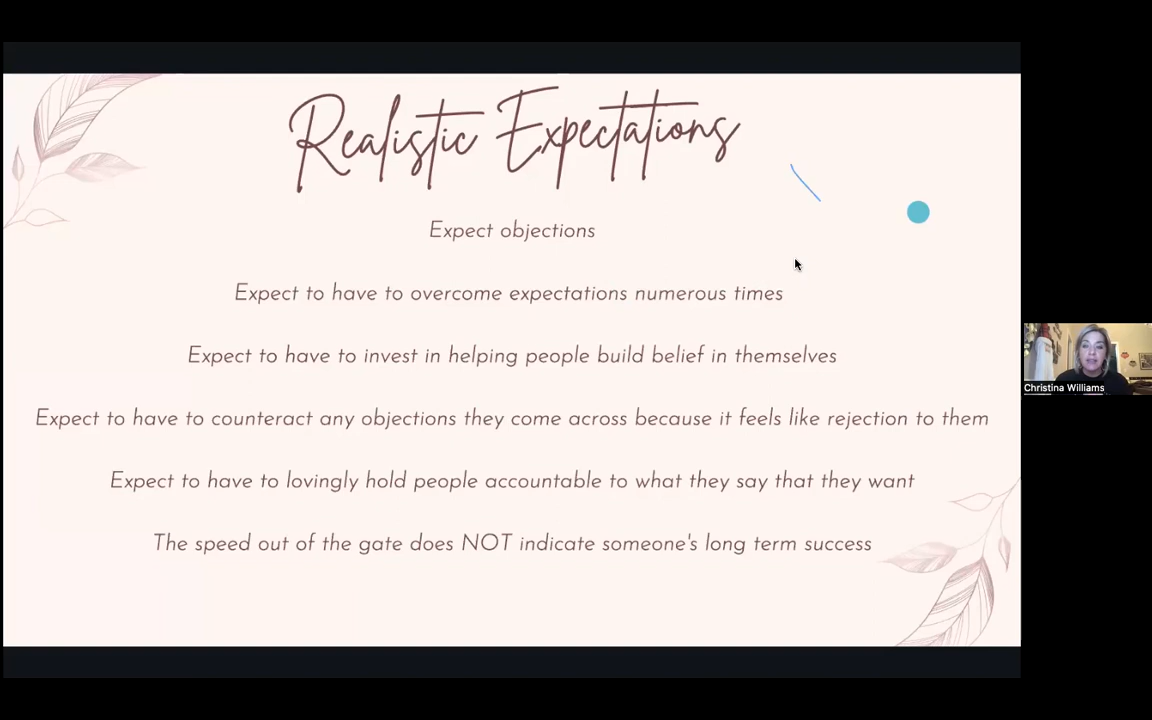 Realistic Expectations
Expect objections
Expect to have to overcome expectations numerous times
Expect to have to invest in helping people build belief in themselves
Expect to have to counteract any objections they come across because it feels like rejection to them
Expect to have to lovingly hold people accountable to what they say that they want
The speed out of the gate does NOT indicate someone's long term success
Christina Williams